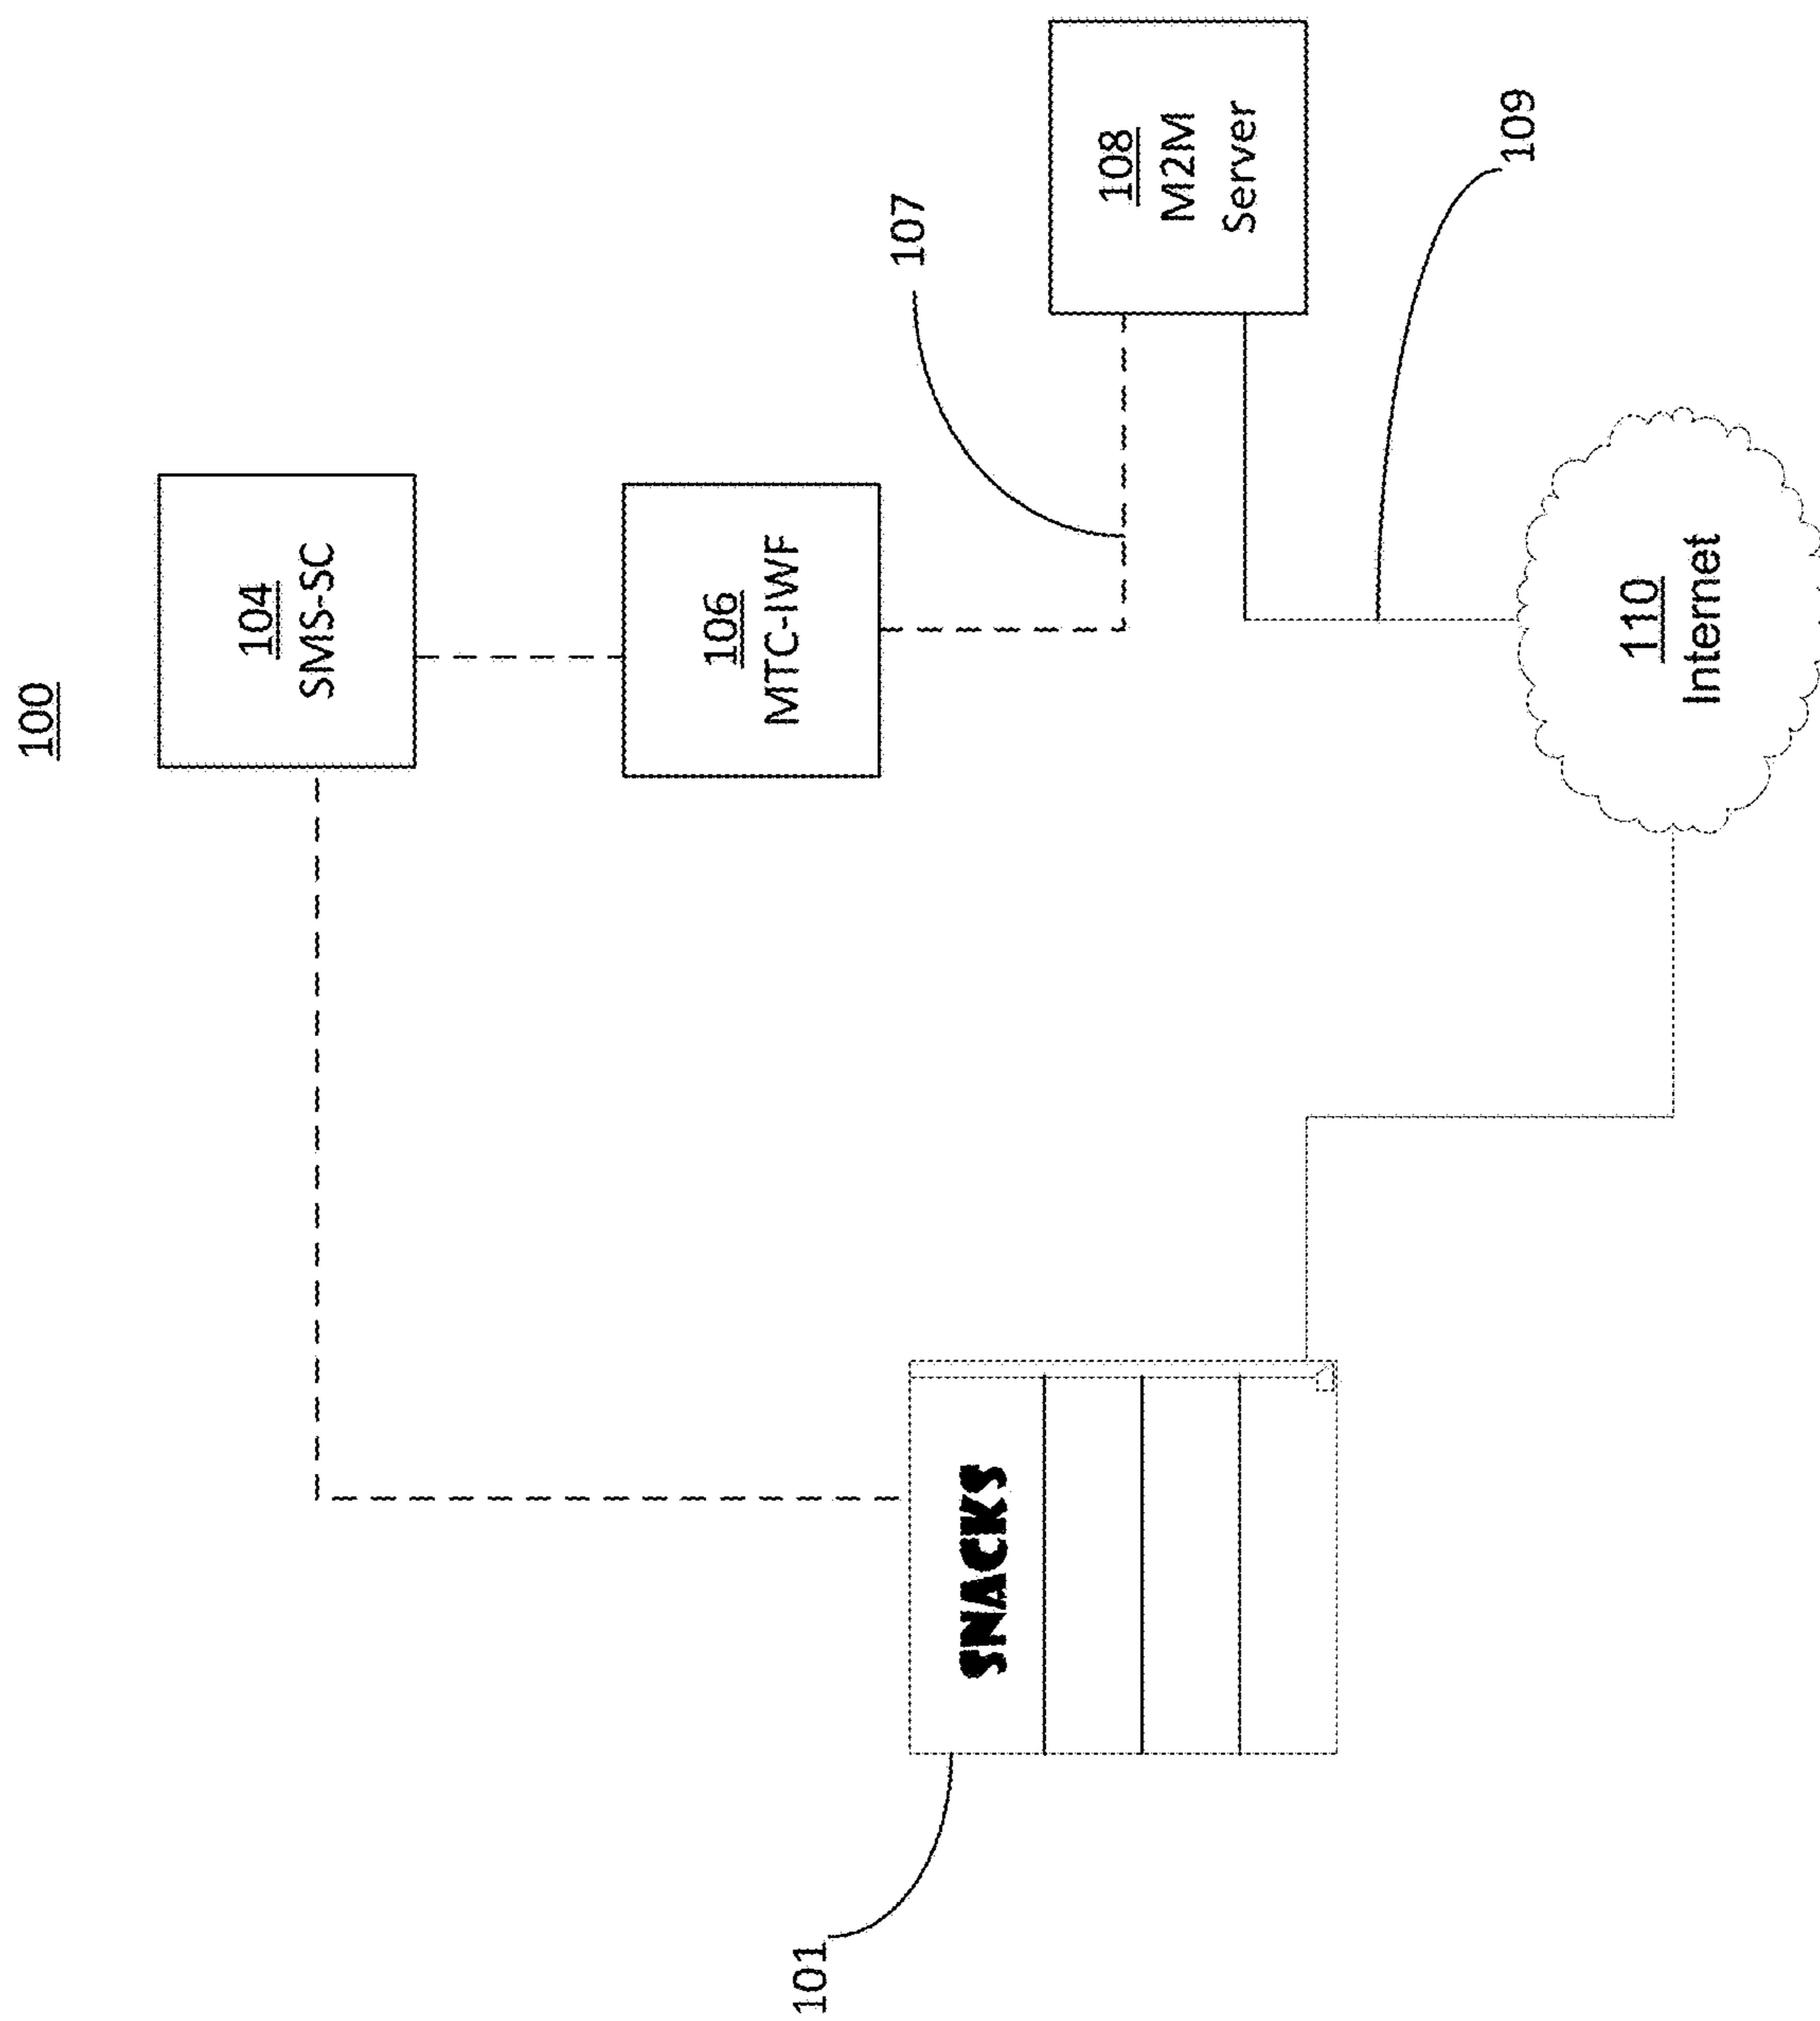 100
104
SMS-SC
106
MTC-IWF
107
108
M2M
Server
109
110
Internet
SNACKS
101